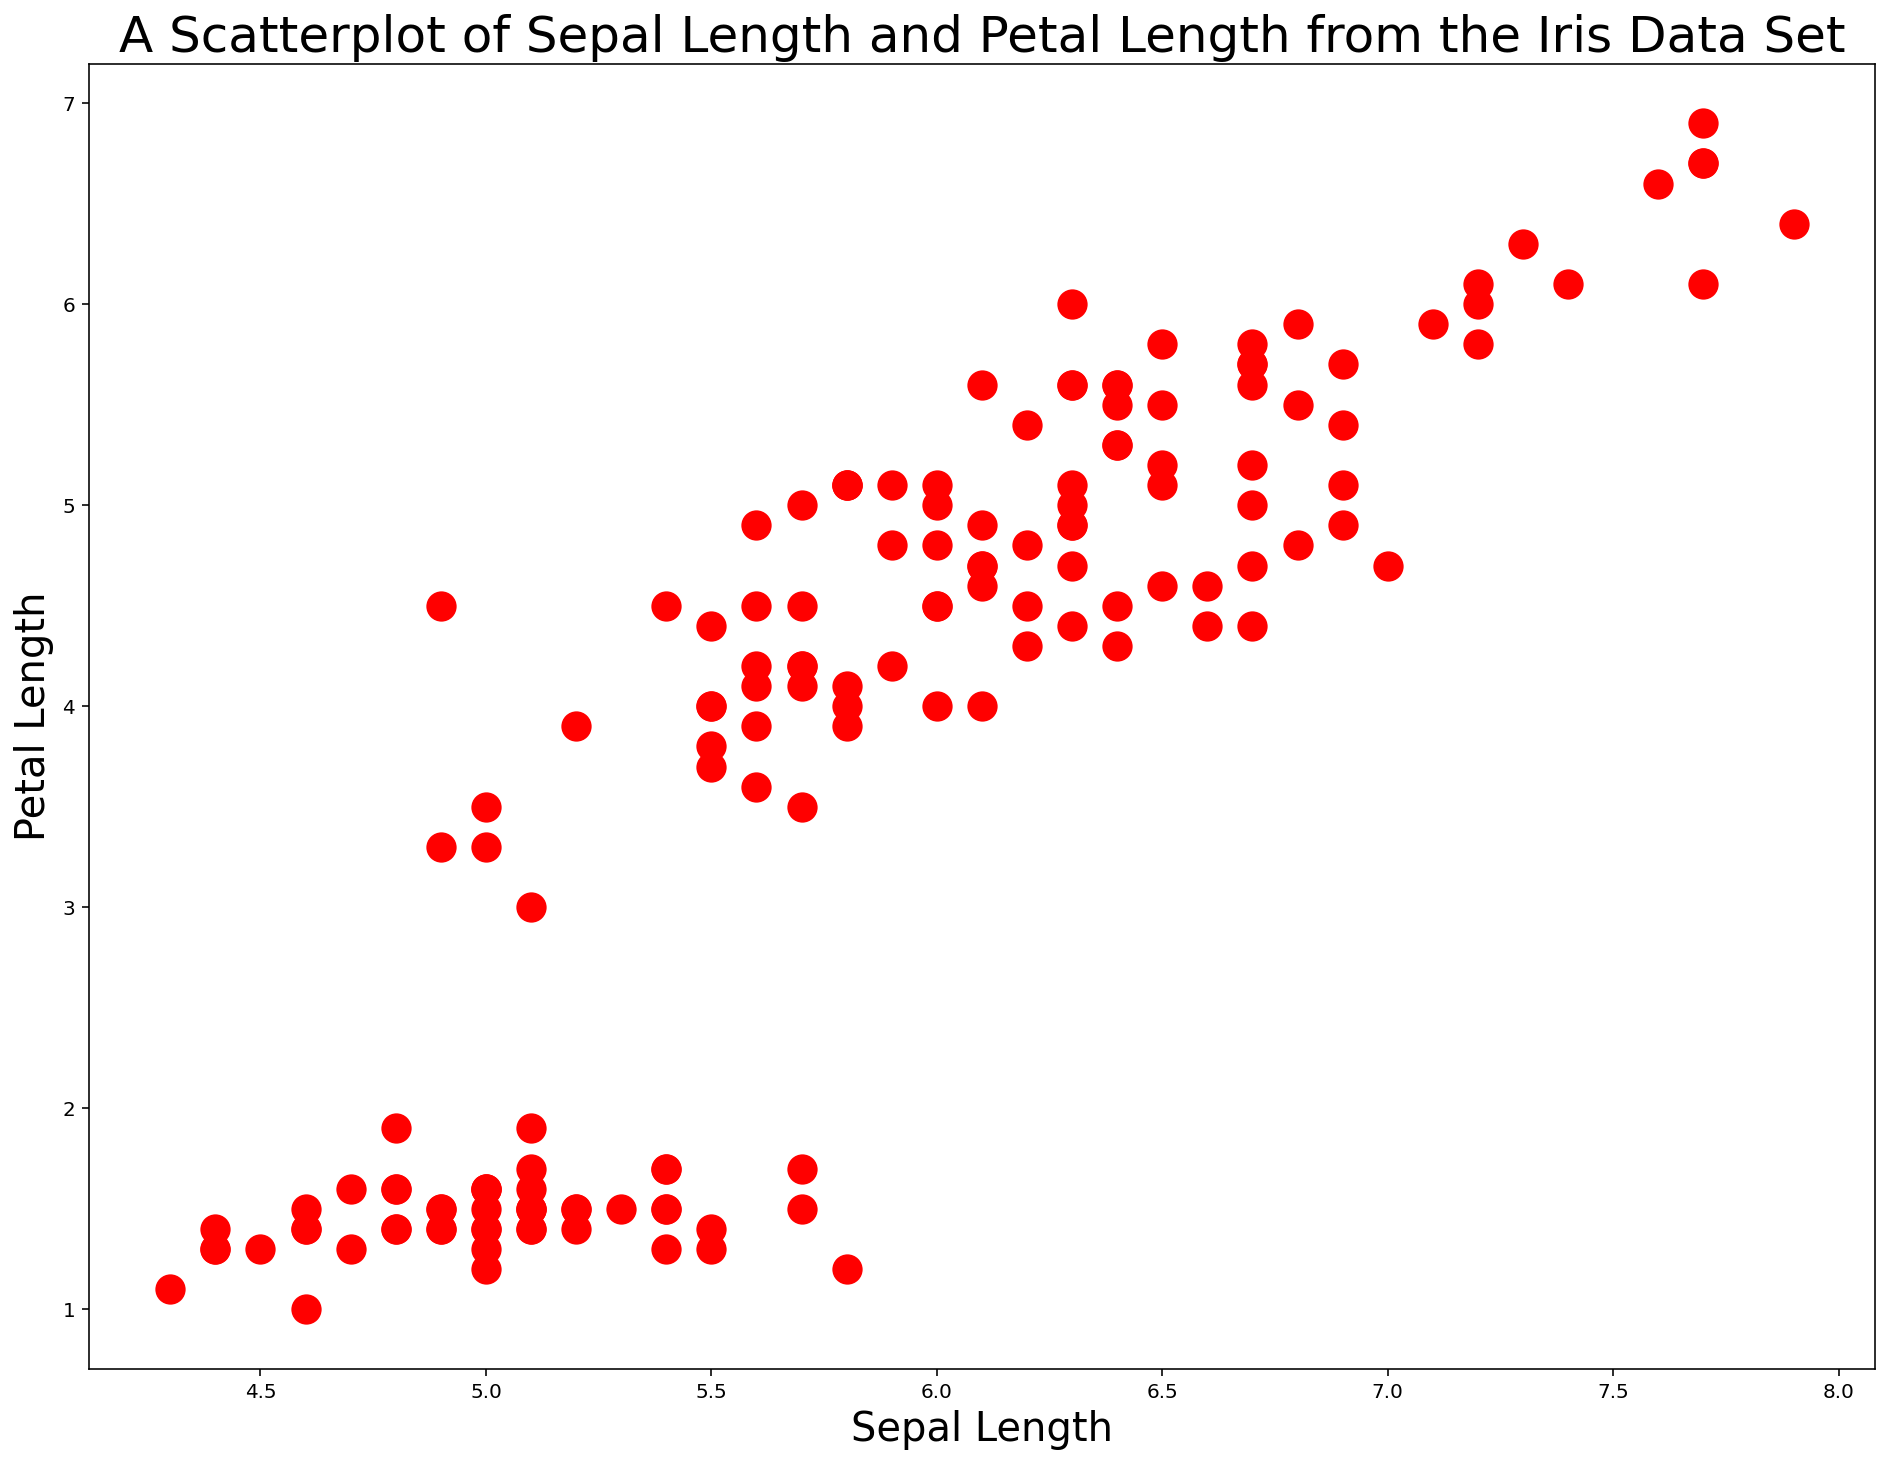 A Scatterplot of Sepal Length and Petal Length from the Iris Data Set
7
6
5
4
3
2
1
Petal Length
4.5 5.0 5.5 6.0 6.5 7.0 7.5 8.0
Sepal Length